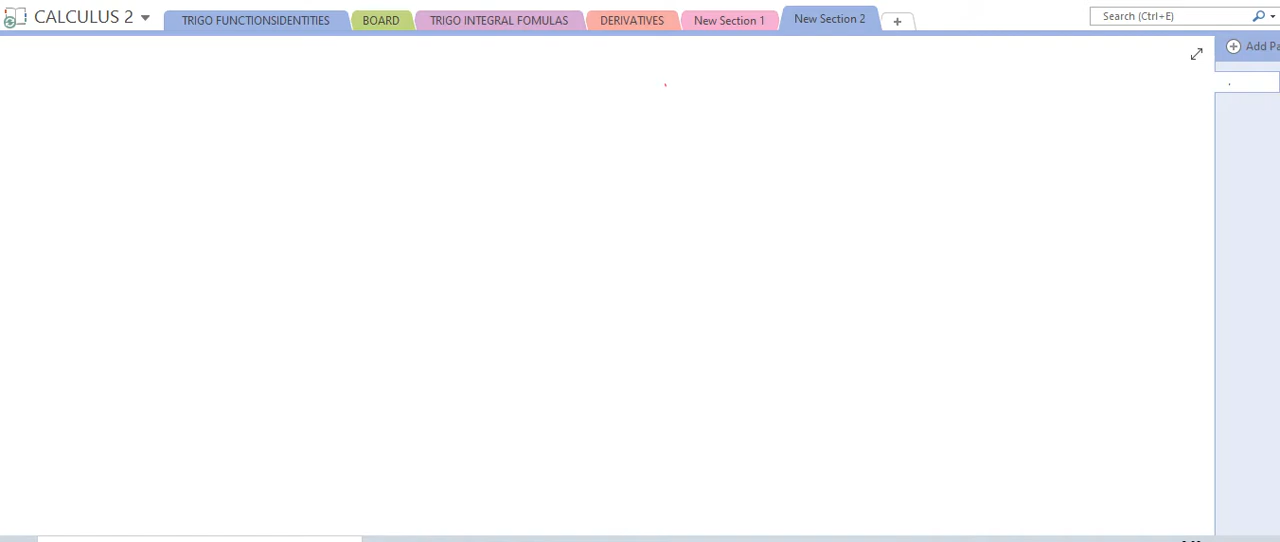 CALCULUS 2
TRIGO FUNCTIONSIDENTITIES
BOARD
TRIGO INTEGRAL FOMULAS
DERIVATIVES
New Section 1
New Section 2
Search (Ctrl+E)
Add Pa